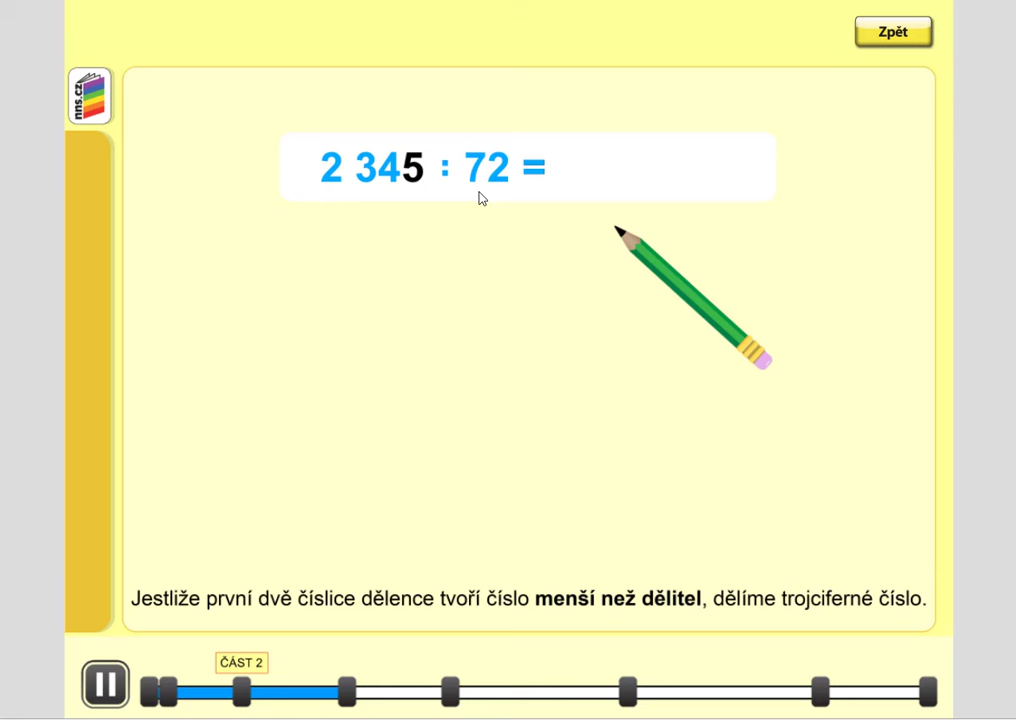 Zpět
nns.cz
2 345 : 72 =
Jestliže první dvě číslice dělence tvoří číslo menší než dělitel, dělíme trojciferné číslo.
ČÁST 2